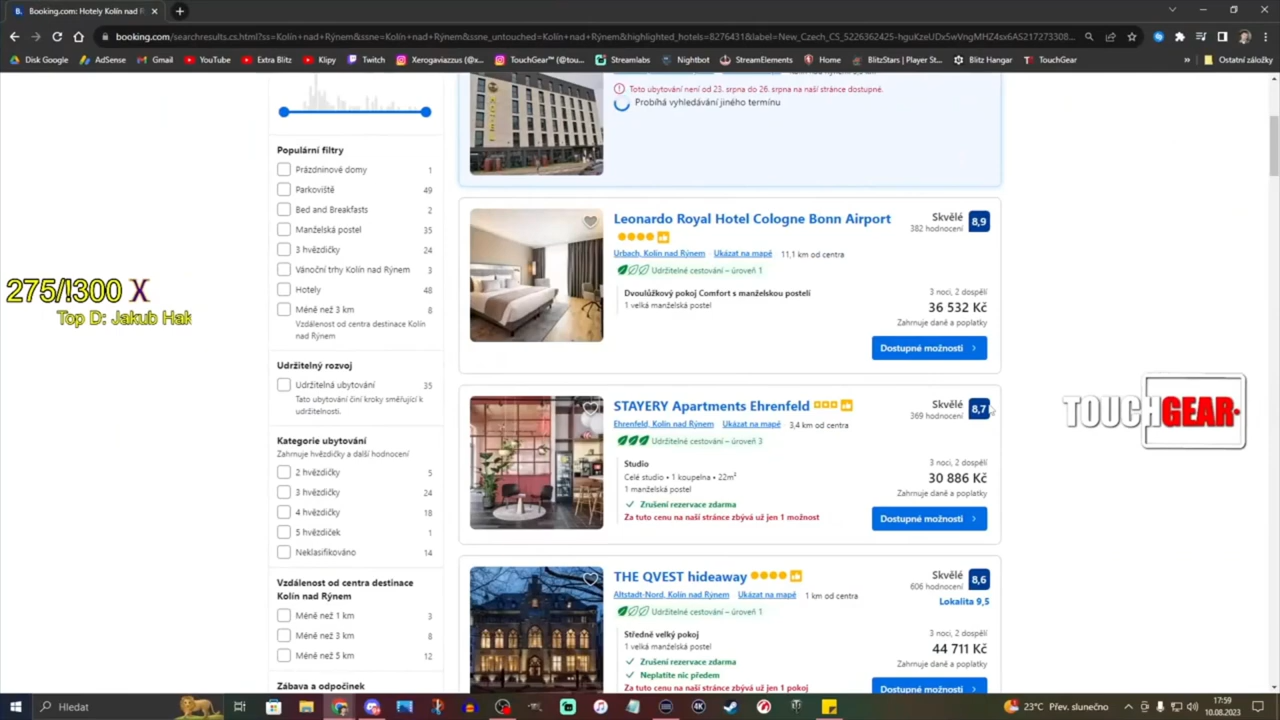 Booking.com: Hotely Kolín nad R
booking.com/searchresults.cs.html?ss=Kolín+nad+Rýnem&ssne=Kolín+nad+Rýnem&ssne_untouched=Kolín+nad+Rýnem&highlighted_hotels=8276431&label=New_Czech_CS_5226362425-hguKzeUDx5wVngMHZ4sx6AS217273308...
Disk Google
AdSense
Gmail
YouTube
Extra Blitz
Klipy
Twitch
Xerogaviazzus (@x...
TouchGear™ (@tou...
Streamlabs
Nightbot
StreamElements
Home
BlitzStars | Player St...
Blitz Hangar
TouchGear
»
Ostatní záložky
Populární filtry
Prázdninové domy 1
Parkoviště 49
Bed and Breakfasts 2
Manželská postel 35
3 hvězdičky 24
Vánoční trhy Kolín nad Rýnem 3
Hotely 48
Méně než 3 km 8
Vzdálenost od centra destinace Kolín
nad Rýnem
Udržitelný rozvoj
Udržitelná ubytování 35
Tato ubytování činí kroky směřující k
udržitelnosti.
Kategorie ubytování
Zahrnuje hvězdičky a další hodnocení
2 hvězdičky 5
3 hvězdičky 24
4 hvězdičky 18
5 hvězdiček 1
Neklasifikováno 14
Vzdálenost od centra destinace
Kolín nad Rýnem
Méně než 1 km 3
Méně než 3 km 8
Méně než 5 km 12
Zábava a odpočinek
Toto ubytování není od 23. srpna do 26. srpna na naší stránce dostupné.
Probíhá vyhledávání jiného termínu
Leonardo Royal Hotel Cologne Bonn Airport
Skvělé 8,9
382 hodnocení
Urbach, Kolín nad Rýnem Ukázat na mapě 11,1 km od centra
Udržitelné cestování – úroveň 1
Dvoulůžkový pokoj Comfort s manželskou postelí
1 velká manželská postel
3 noci, 2 dospělí
36 532 Kč
Zahrnuje daně a poplatky
Dostupné možnosti
STAYERY Apartments Ehrenfeld
Skvělé 8,7
369 hodnocení
Ehrenfeld, Kolín nad Rýnem Ukázat na mapě 3,4 km od centra
Udržitelné cestování – úroveň 3
Studio
Celé studio • 1 koupelna • 22m²
1 manželská postel
Zrušení rezervace zdarma
Za tuto cenu na naší stránce zbývá už jen 1 možnost
3 noci, 2 dospělí
30 886 Kč
Zahrnuje daně a poplatky
Dostupné možnosti
THE QVEST hideaway
Skvělé 8,6
606 hodnocení
Lokalita 9,5
Altstadt-Nord, Kolín nad Rýnem Ukázat na mapě 1 km od centra
Udržitelné cestování – úroveň 1
Středně velký pokoj
1 velká manželská postel
Zrušení rezervace zdarma
Neplatíte nic předem
Za tuto cenu na naší stránce zbývá už jen 1 pokoj
3 noci, 2 dospělí
44 711 Kč
Zahrnuje daně a poplatky
Dostupné možnosti
275/!300 X
Top D: Jakub Hak
TOUCHGEAR
Hledat
23°C Přev. slunečno
17:59
10.08.2023